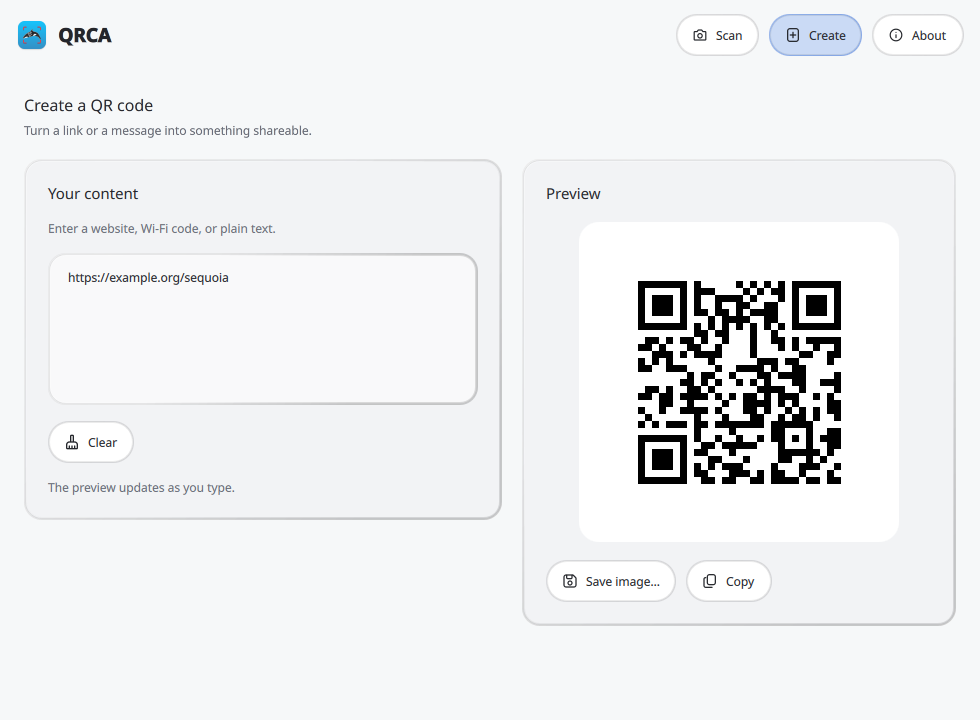 QRCA
Scan
Create
About
Create a QR code
Turn a link or a message into something shareable.
Your content
Enter a website, Wi-Fi code, or plain text.
https://example.org/sequoia
Clear
The preview updates as you type.
Preview
Save image...
Copy